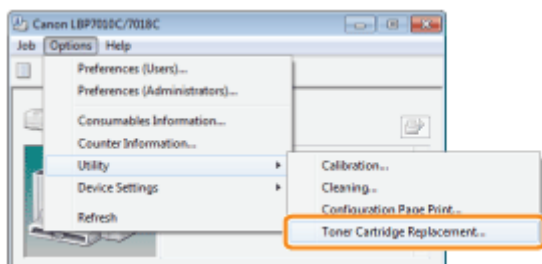 Canon LBP7010C/7018C
Job Options Help
Preferences (Users)...
Preferences (Administrators)...
Consumables Information...
Counter Information...
Utility
Device Settings
Refresh
Calibration...
Cleaning...
Configuration Page Print...
Toner Cartridge Replacement...